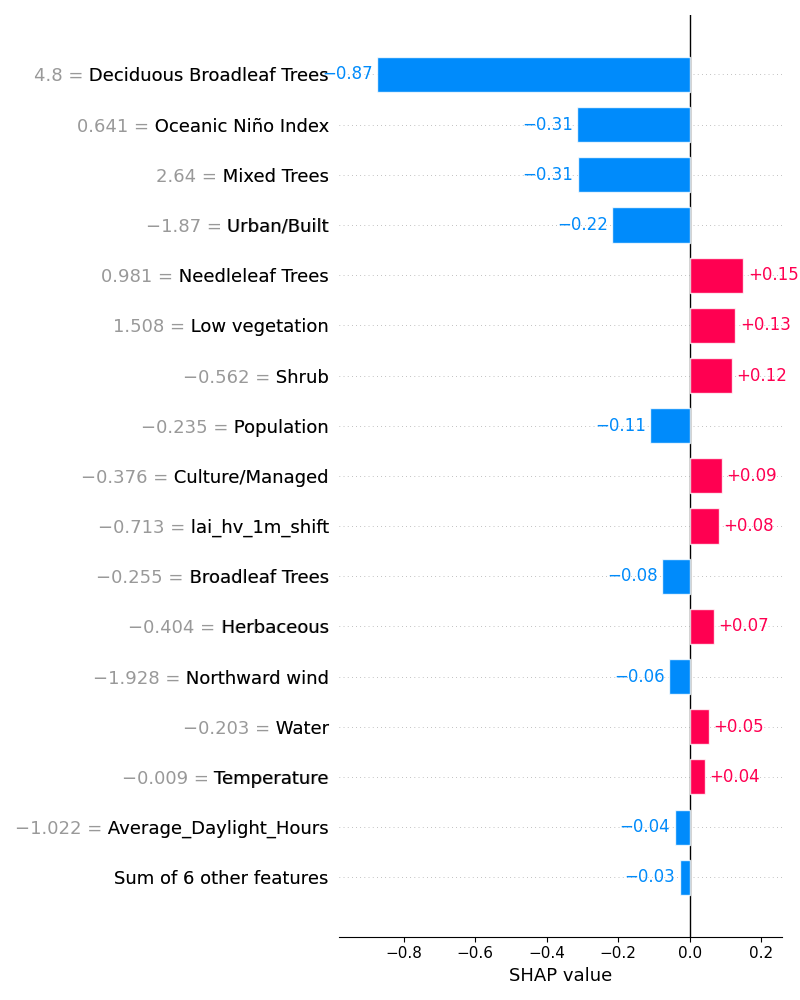 4.8 = Deciduous Broadleaf Trees −0.87
0.641 = Oceanic Niño Index −0.31
2.64 = Mixed Trees −0.31
−1.87 = Urban/Built −0.22
0.981 = Needleleaf Trees +0.15
1.508 = Low vegetation +0.13
−0.562 = Shrub +0.12
−0.235 = Population −0.11
−0.376 = Culture/Managed +0.09
−0.713 = lai_hv_1m_shift +0.08
−0.255 = Broadleaf Trees −0.08
−0.404 = Herbaceous +0.07
−1.928 = Northward wind −0.06
−0.203 = Water +0.05
−0.009 = Temperature +0.04
−1.022 = Average_Daylight_Hours −0.04
Sum of 6 other features −0.03
−0.8 −0.6 −0.4 −0.2 0.0 0.2
SHAP value